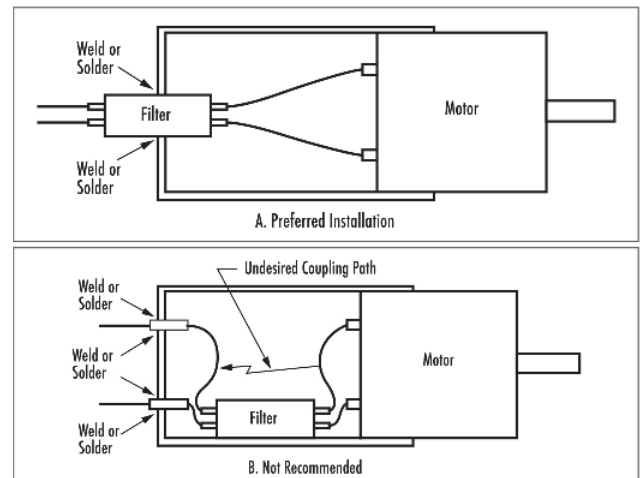 Weld or
Solder
Filter
Motor
Weld or
Solder
A. Preferred Installation
Undesired Coupling Path
Weld or
Solder
Weld or
Solder
Motor
Filter
Weld or
Solder
B. Not Recommended